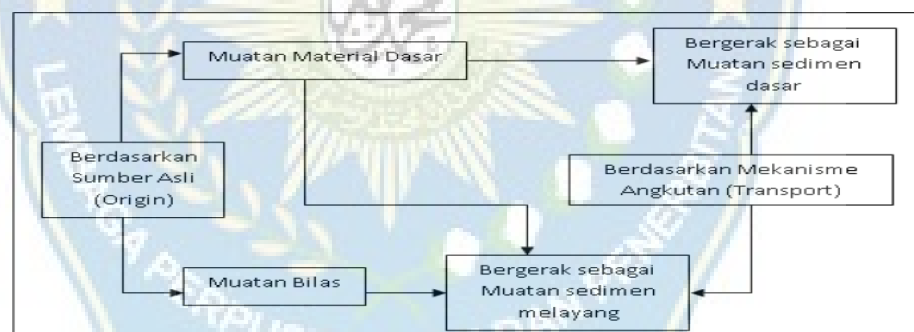 Muatan Material Dasar
Bergerak sebagai
Muatan sedimen
dasar
Berdasarkan
Sumber Asli
(Origin)
Berdasarkan Mekanisme
Angkutan (Transport)
Muatan Bilas
Bergerak sebagai
Muatan sedimen
melayang
LEMBAGA